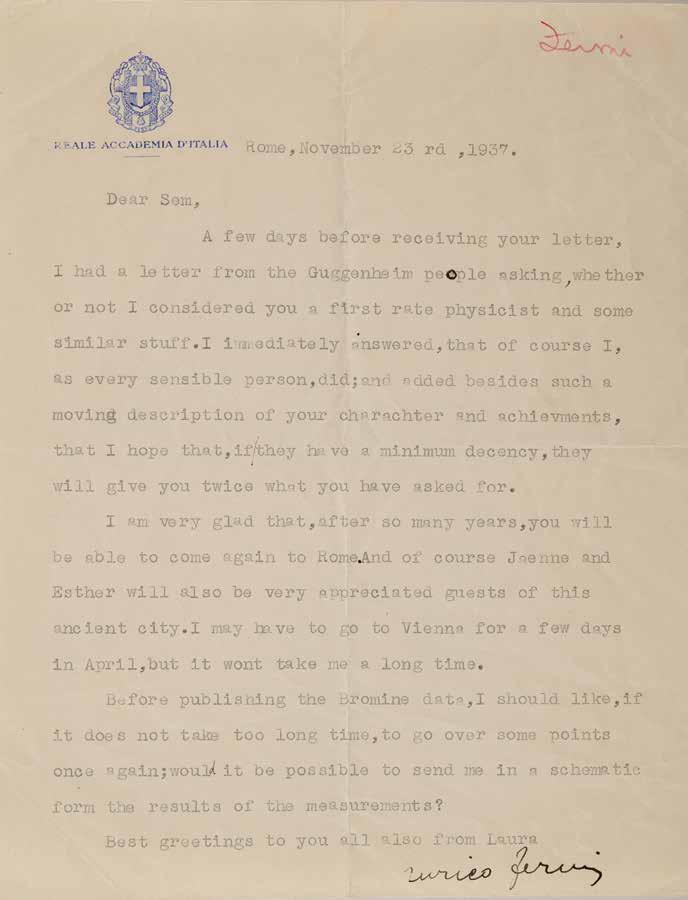 Fermi
REALE ACCADEMIA D'ITALIA
Rome,November 23 rd ,1937.
Dear Sem,
A few days before receiving your letter,
I had a letter from the Guggenheim people asking,whether
or not I considered you a first rate physicist and some
similar stuff.I immediately answered,that of course I,
as every sensible person,did;and added besides such a
moving description of your charachter and achievments,
that I hope that,if they have a minimum decency,they
will give you twice what you have asked for.
I am very glad that,after so many years,you will
be able to come again to Rome.And of course Jaenne and
Esther will also be very appreciated guests of this
ancient city.I may have to go to Vienna for a few days
in April,but it wont take me a long time.
Before publishing the Bromine data,I should like,if
it does not take too long time,to go over some points
once again;would it be possible to send me in a schematic
form the results of the measurements?
Best greetings to you all also from Laura
Enrico Fermi